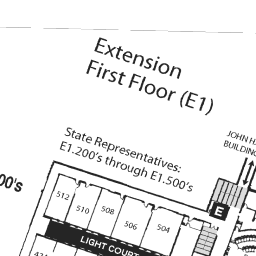 Extension
First Floor (E1)
JOHN H
BUILDING
State Representatives:
E1.200's through E1.500's
00's
E
512
510
508
506
504
LIGHT COURT